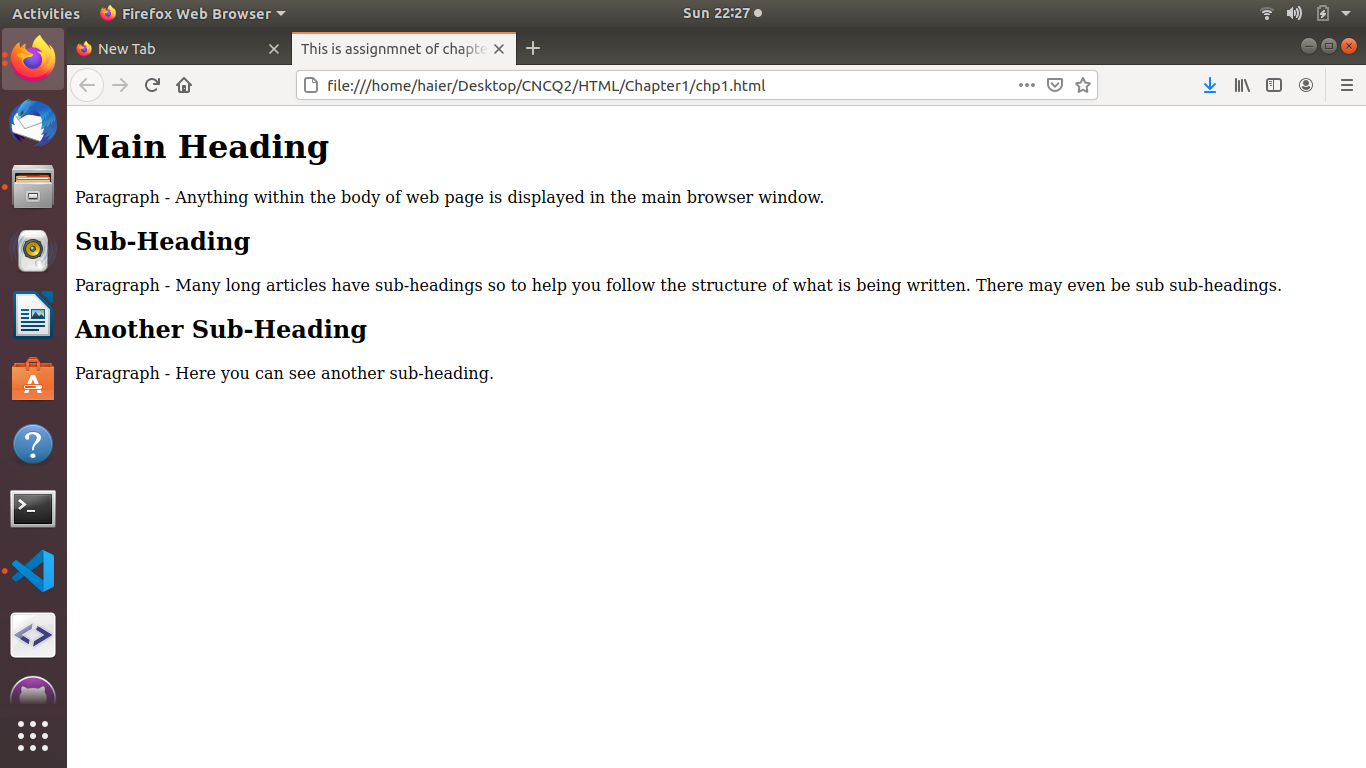 Activities Firefox Web Browser Sun 22:27
New Tab This is assignmnet of chapte
file:///home/haier/Desktop/CNCQ2/HTML/Chapter1/chp1.html
Main Heading
Paragraph - Anything within the body of web page is displayed in the main browser window.
Sub-Heading
Paragraph - Many long articles have sub-headings so to help you follow the structure of what is being written. There may even be sub sub-headings.
Another Sub-Heading
Paragraph - Here you can see another sub-heading.